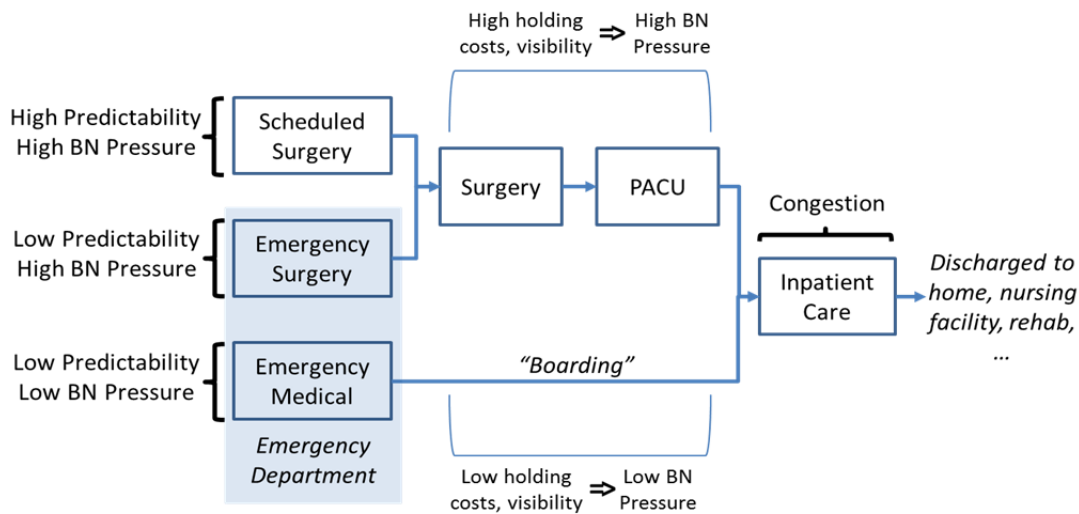 High holding
costs, visibility
⇒
High BN
Pressure
High Predictability
High BN Pressure
Scheduled
Surgery
Surgery
PACU
Congestion
Low Predictability
High BN Pressure
Emergency
Surgery
Inpatient
Care
Discharged to
home, nursing
facility, rehab,
…
Low Predictability
Low BN Pressure
Emergency
Medical
“Boarding”
Emergency
Department
Low holding
costs, visibility
⇒
Low BN
Pressure